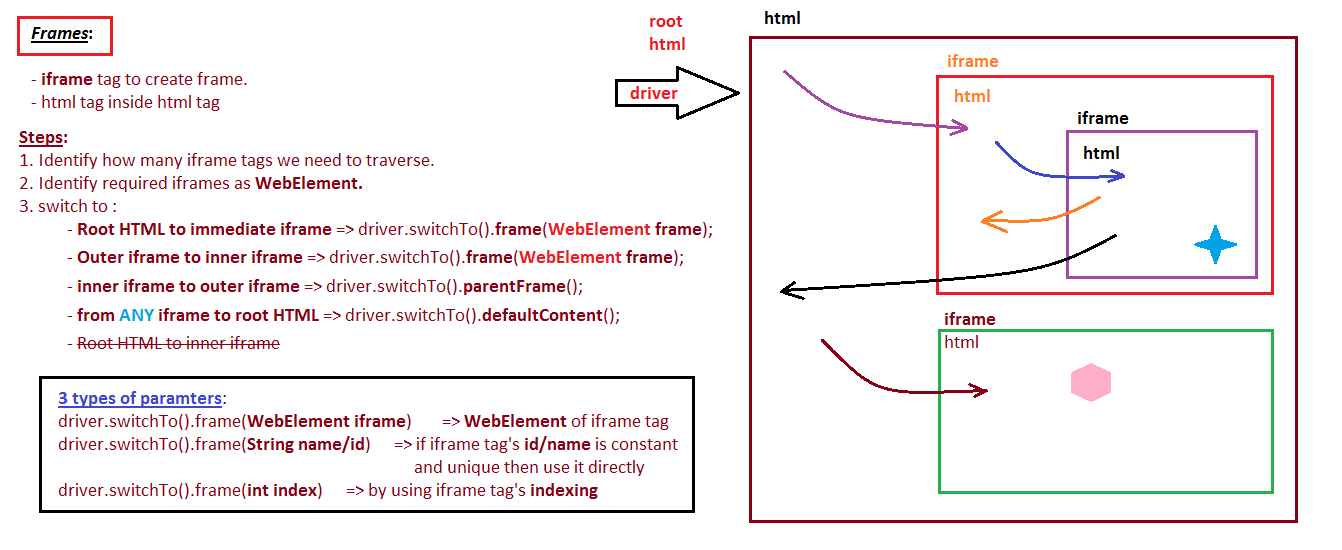 Frames:
- iframe tag to create frame.
- html tag inside html tag
Steps:
1. Identify how many iframe tags we need to traverse.
2. Identify required iframes as WebElement.
3. switch to :
- Root HTML to immediate iframe => driver.switchTo().frame(WebElement frame);
- Outer iframe to inner iframe => driver.switchTo().frame(WebElement frame);
- inner iframe to outer iframe => driver.switchTo().parentFrame();
- from ANY iframe to root HTML => driver.switchTo().defaultContent();
- Root HTML to inner iframe
3 types of paramters:
driver.switchTo().frame(WebElement iframe) => WebElement of iframe tag
driver.switchTo().frame(String name/id) => if iframe tag's id/name is constant
and unique then use it directly
driver.switchTo().frame(int index) => by using iframe tag's indexing
root
html
driver
html
iframe
html
iframe
html
iframe
html